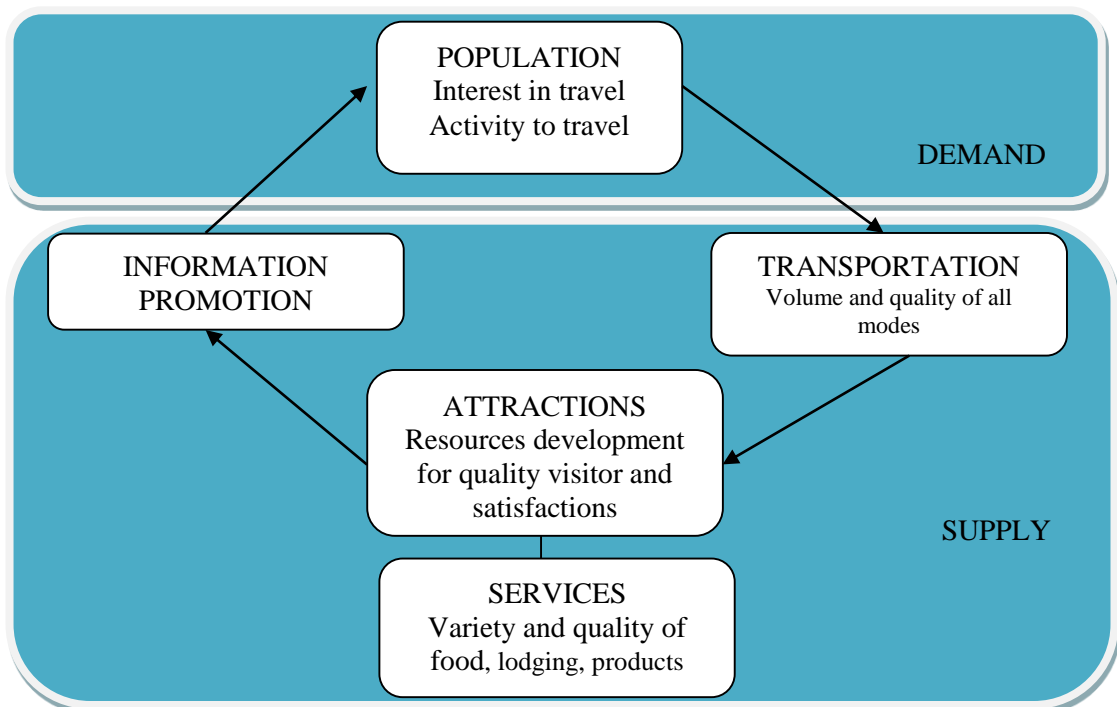 POPULATION
Interest in travel
Activity to travel
DEMAND
INFORMATION
PROMOTION
TRANSPORTATION
Volume and quality of all
modes
ATTRACTIONS
Resources development
for quality visitor and
satisfactions
SUPPLY
SERVICES
Variety and quality of
food, lodging, products